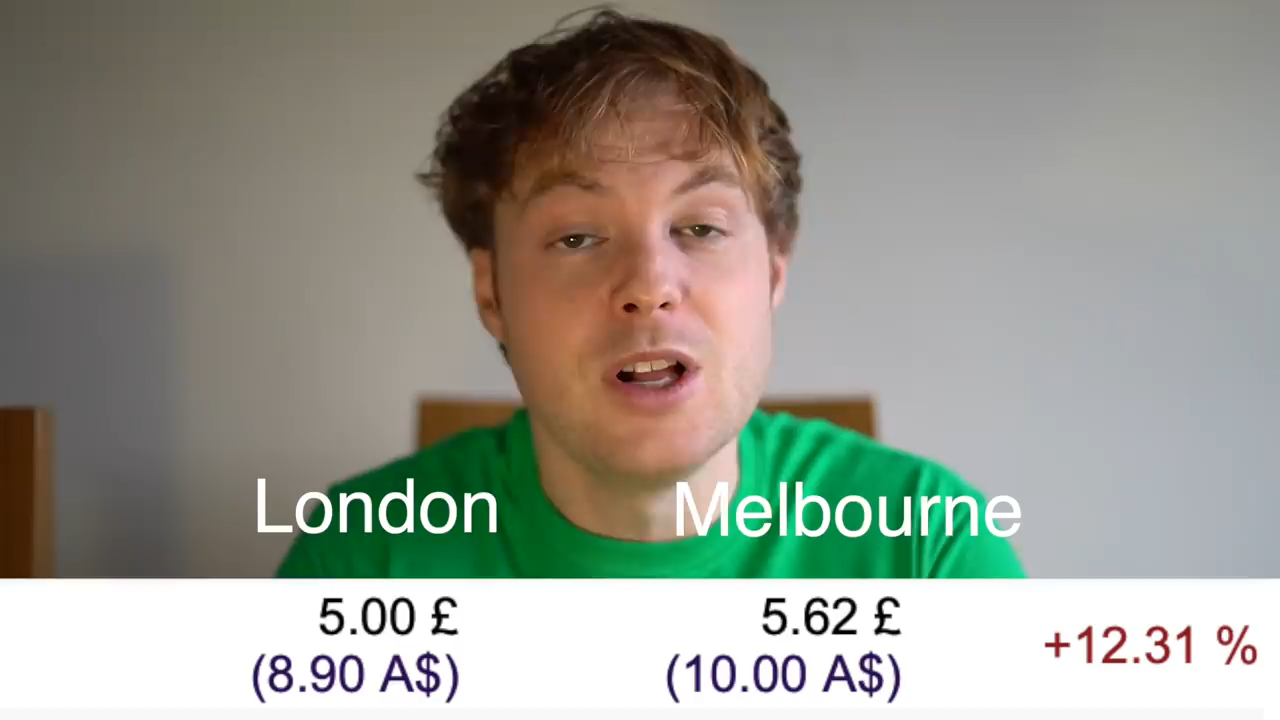 London Melbourne
5.00 £ 5.62 £
(8.90 A$) (10.00 A$)
+12.31 %